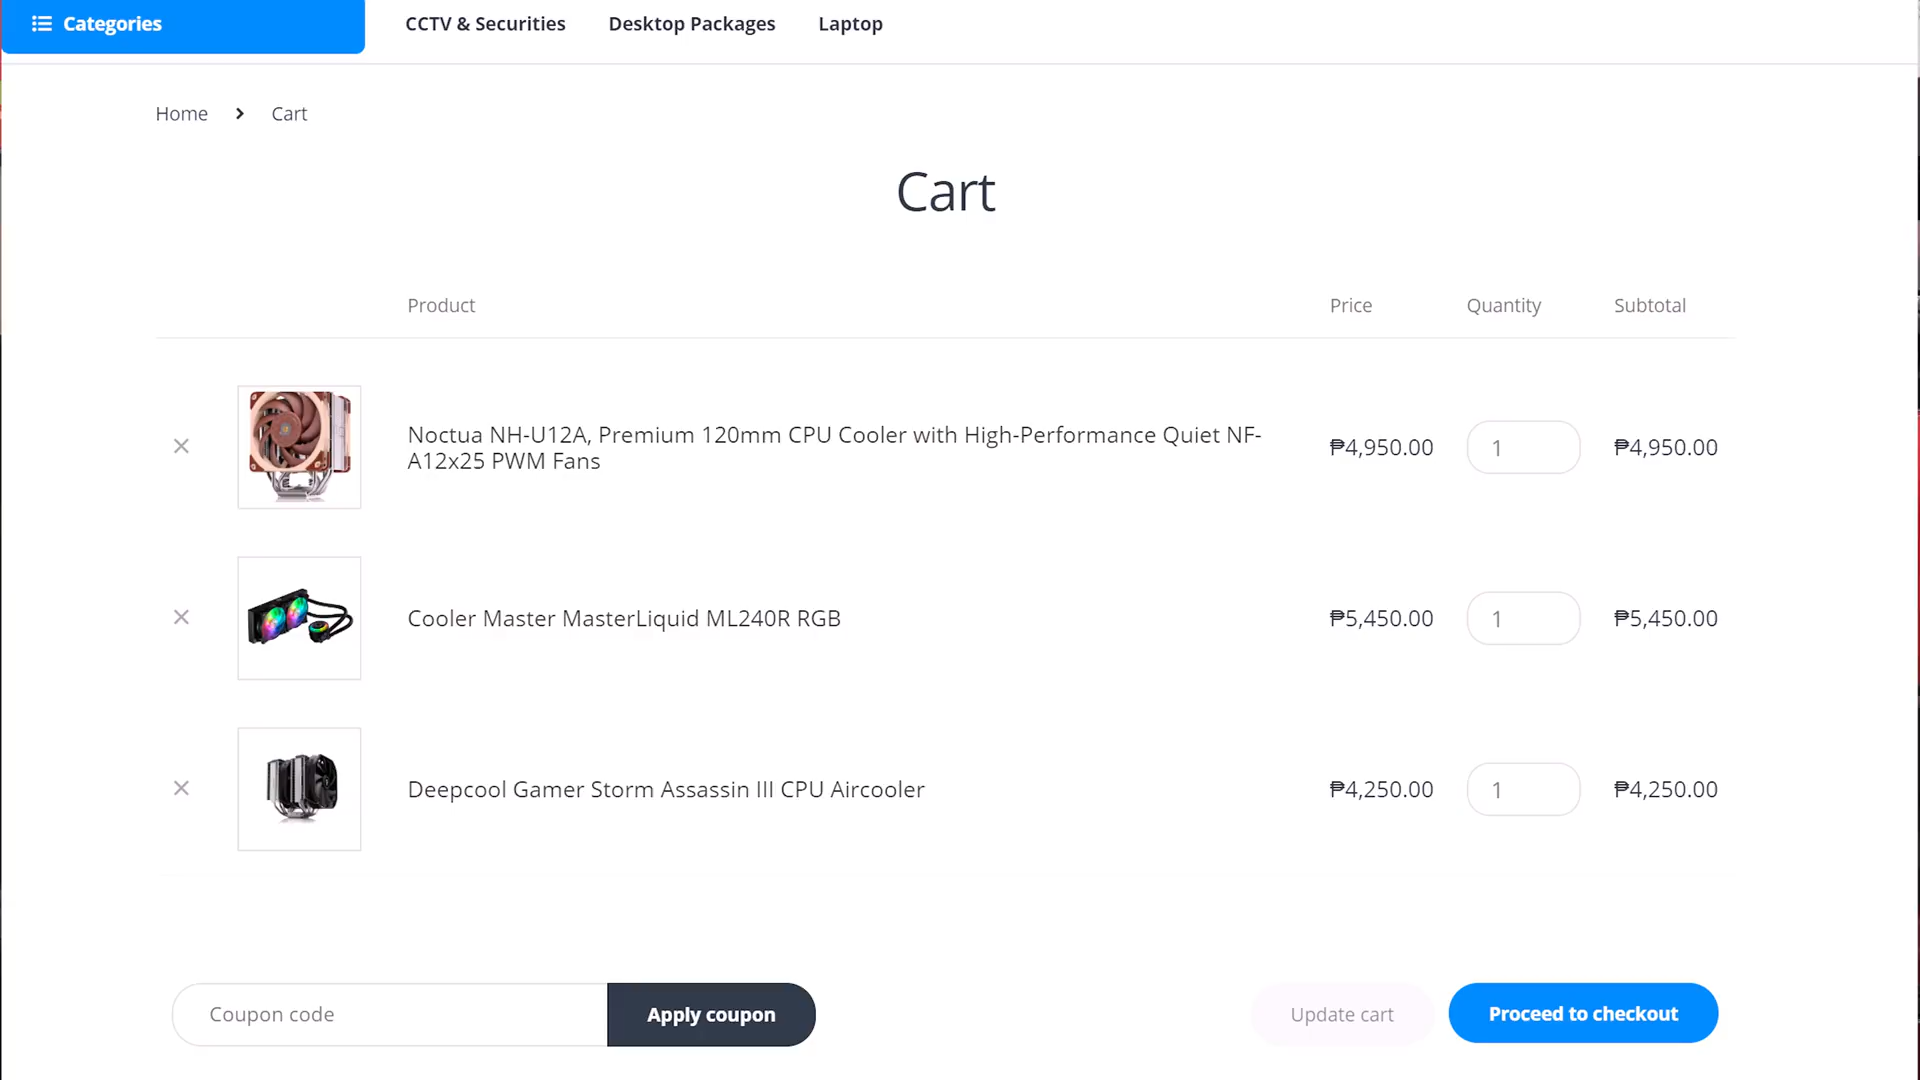 Categories
CCTV & Securities
Desktop Packages
Laptop
Home
Cart
Cart
Product
Price
Quantity
Subtotal
Noctua NH-U12A, Premium 120mm CPU Cooler with High-Performance Quiet NF-
A12x25 PWM Fans
₱4,950.00
1
₱4,950.00
Cooler Master MasterLiquid ML240R RGB
₱5,450.00
1
₱5,450.00
Deepcool Gamer Storm Assassin III CPU Aircooler
₱4,250.00
1
₱4,250.00
Coupon code
Apply coupon
Update cart
Proceed to checkout